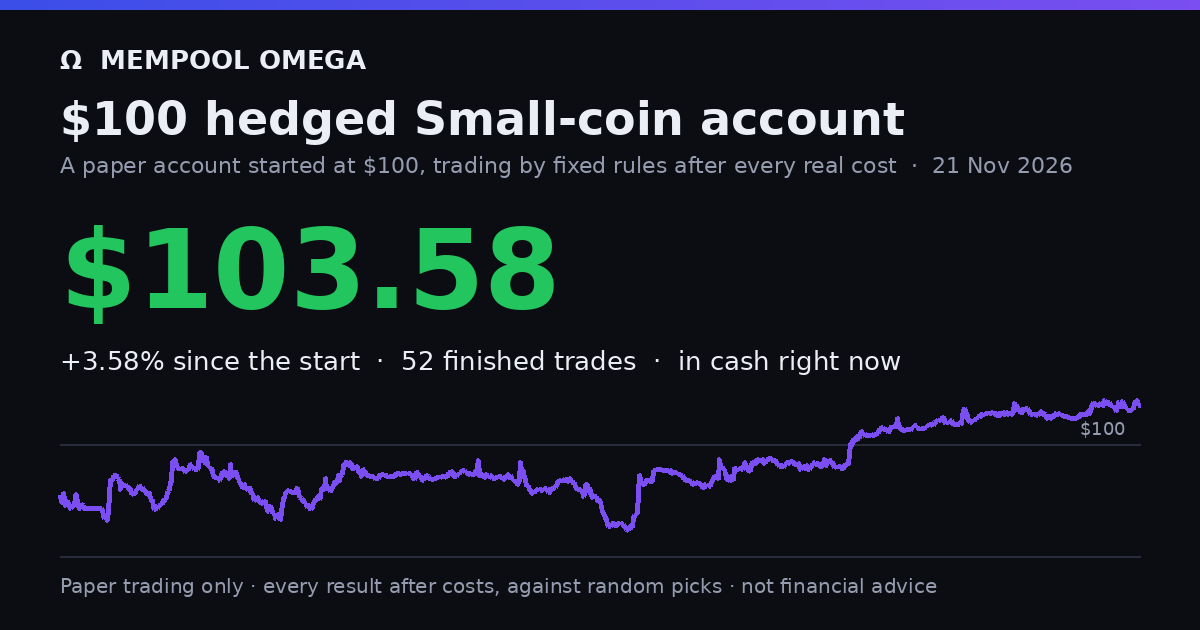 Ω MEMPOOL OMEGA
$100 hedged Small-coin account
A paper account started at $100, trading by fixed rules after every real cost · 21 Nov 2026
$103.58
+3.58% since the start · 52 finished trades · in cash right now
$100
Paper trading only · every result after costs, against random picks · not financial advice